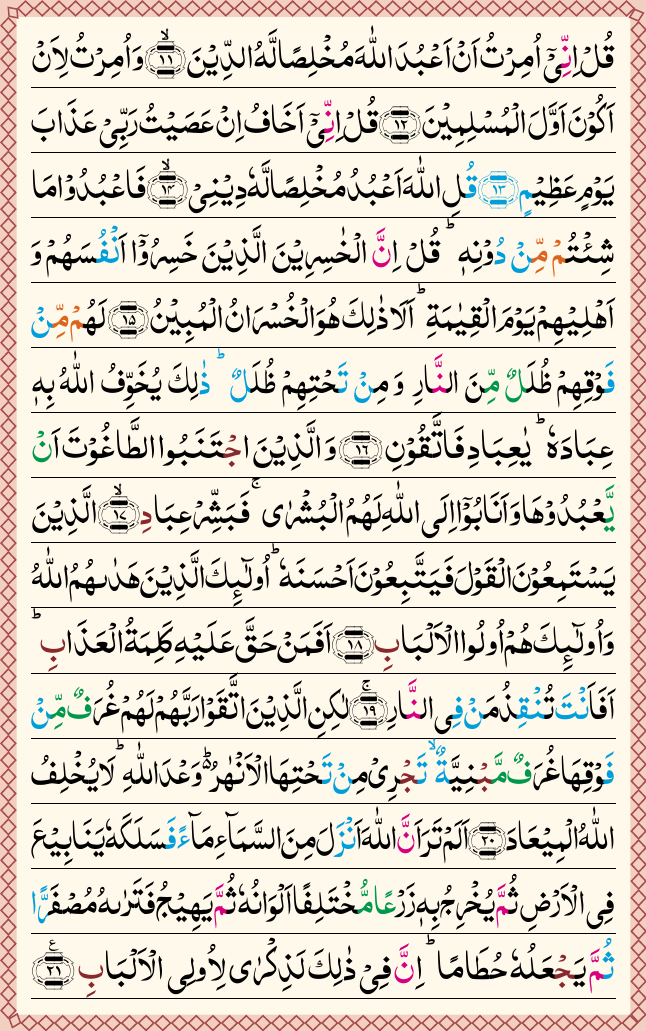 قُلۡ اِنِّیۡۤ اُمِرۡتُ اَنۡ اَعۡبُدَ اللّٰهَ مُخۡلِصًا لَّهُ الدِّیۡنَ ﴿ۙ۱۱﴾ وَ اُمِرۡتُ لِاَنۡ
اَكُوۡنَ اَوَّلَ الۡمُسۡلِمِیۡنَ ﴿۱۲﴾ قُلۡ اِنِّیۡۤ اَخَافُ اِنۡ عَصَیۡتُ رَبِّیۡ عَذَابَ
یَوۡمٍ عَظِیۡمٍ ﴿۱۳﴾ قُلِ اللّٰهَ اَعۡبُدُ مُخۡلِصًا لَّهٗ دِیۡنِیۡ ﴿ۙ۱۴﴾ فَاعۡبُدُوۡا مَا
شِئۡتُمۡ مِّنۡ دُوۡنِهٖ ؕ قُلۡ اِنَّ الۡخٰسِرِیۡنَ الَّذِیۡنَ خَسِرُوۡۤا اَنۡفُسَهُمۡ وَ
اَهۡلِیۡهِمۡ یَوۡمَ الۡقِیٰمَةِ ؕ اَلَا ذٰلِكَ هُوَ الۡخُسۡرَانُ الۡمُبِیۡنُ ﴿۱۵﴾ لَهُمۡ مِّنۡ
فَوۡقِهِمۡ ظُلَلٌ مِّنَ النَّارِ وَ مِنۡ تَحۡتِهِمۡ ظُلَلٌ ؕ ذٰلِكَ یُخَوِّفُ اللّٰهُ بِهٖ
عِبَادَهٗ ؕ یٰعِبَادِ فَاتَّقُوۡنِ ﴿۱۶﴾ وَ الَّذِیۡنَ اجۡتَنَبُوا الطَّاغُوۡتَ اَنۡ
یَّعۡبُدُوۡهَا وَ اَنَابُوۡۤا اِلَی اللّٰهِ لَهُمُ الۡبُشۡرٰی ۚ فَبَشِّرۡ عِبَادِ ﴿ۙ۱۷﴾ الَّذِیۡنَ
یَسۡتَمِعُوۡنَ الۡقَوۡلَ فَیَتَّبِعُوۡنَ اَحۡسَنَهٗ ؕ اُولٰٓئِكَ الَّذِیۡنَ هَدٰىهُمُ اللّٰهُ
وَ اُولٰٓئِكَ هُمۡ اُولُوا الۡاَلۡبَابِ ﴿۱۸﴾ اَفَمَنۡ حَقَّ عَلَیۡهِ كَلِمَةُ الۡعَذَابِ ؕ
اَفَاَنۡتَ تُنۡقِذُ مَنۡ فِی النَّارِ ﴿ۚ۱۹﴾ لٰكِنِ الَّذِیۡنَ اتَّقَوۡا رَبَّهُمۡ لَهُمۡ غُرَفٌ مِّنۡ
فَوۡقِهَا غُرَفٌ مَّبۡنِیَّةٌ ۙ تَجۡرِیۡ مِنۡ تَحۡتِهَا الۡاَنۡهٰرُ ۬ؕ وَعۡدَ اللّٰهِ ؕ لَا یُخۡلِفُ
اللّٰهُ الۡمِیۡعَادَ ﴿۲۰﴾ اَلَمۡ تَرَ اَنَّ اللّٰهَ اَنۡزَلَ مِنَ السَّمَآءِ مَآءً فَسَلَكَهٗ یَنَابِیۡعَ
فِی الۡاَرۡضِ ثُمَّ یُخۡرِجُ بِهٖ زَرۡعًا مُّخۡتَلِفًا اَلۡوَانُهٗ ثُمَّ یَهِیۡجُ فَتَرٰىهُ مُصۡفَرًّا
ثُمَّ یَجۡعَلُهٗ حُطَامًا ؕ اِنَّ فِیۡ ذٰلِكَ لَذِكۡرٰی لِاُولِی الۡاَلۡبَابِ ﴿۲۱﴾ ع